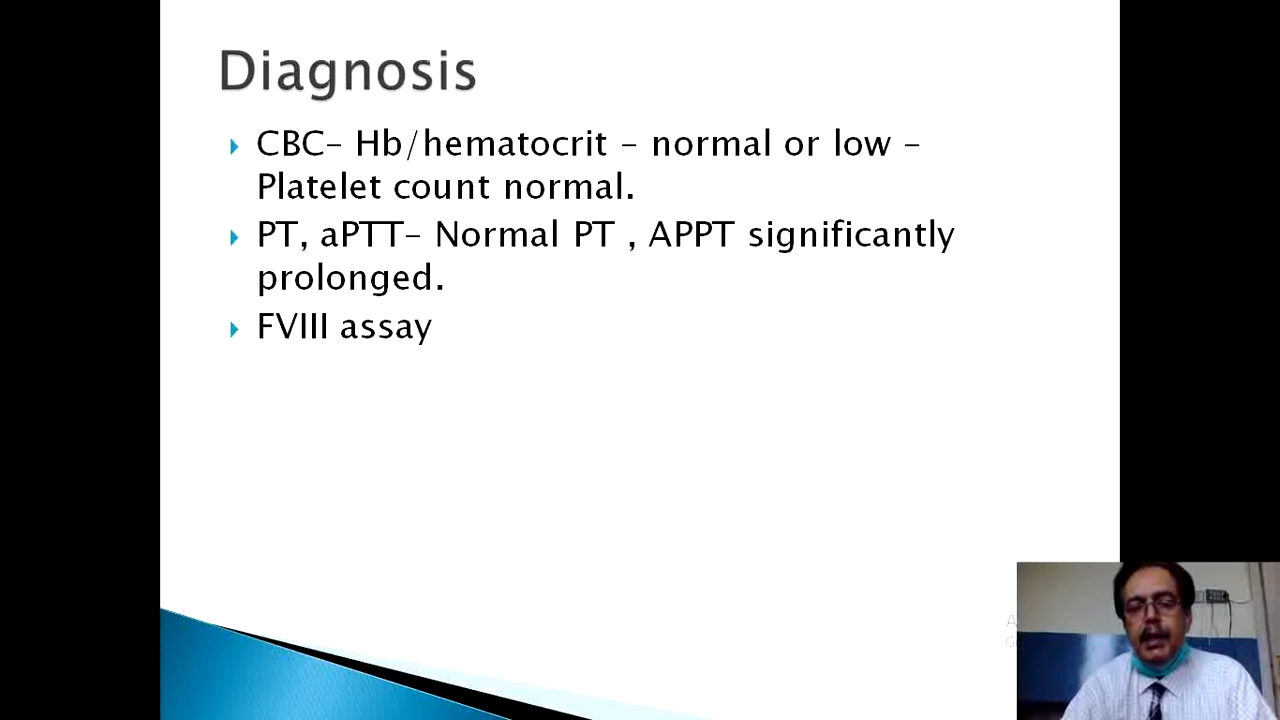 Diagnosis
CBC- Hb/hematocrit - normal or low -
Platelet count normal.
PT, aPTT- Normal PT , APPT significantly
prolonged.
FVIII assay